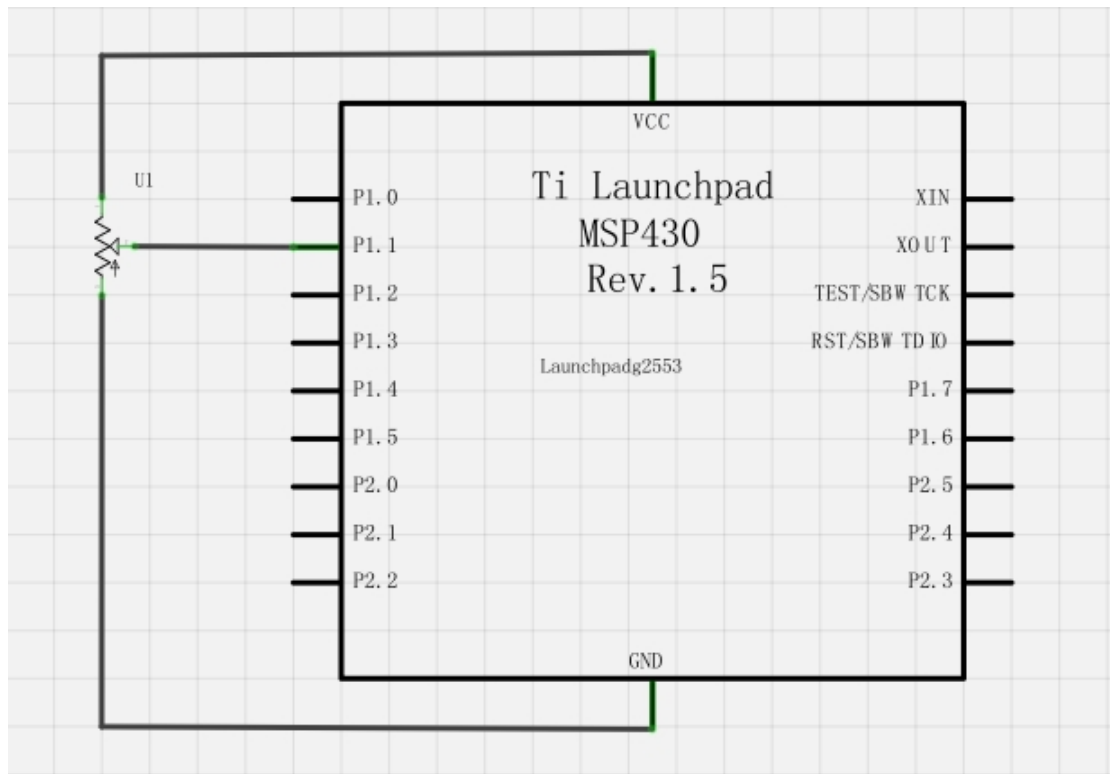 VCC
U1
Ti Launchpad
MSP430
Rev.1.5
Launchpadg2553
P1.0
P1.1
P1.2
P1.3
P1.4
P1.5
P2.0
P2.1
P2.2
XIN
XOUT
TEST/SBW TCK
RST/SBW TDIO
P1.7
P1.6
P2.5
P2.4
P2.3
GND